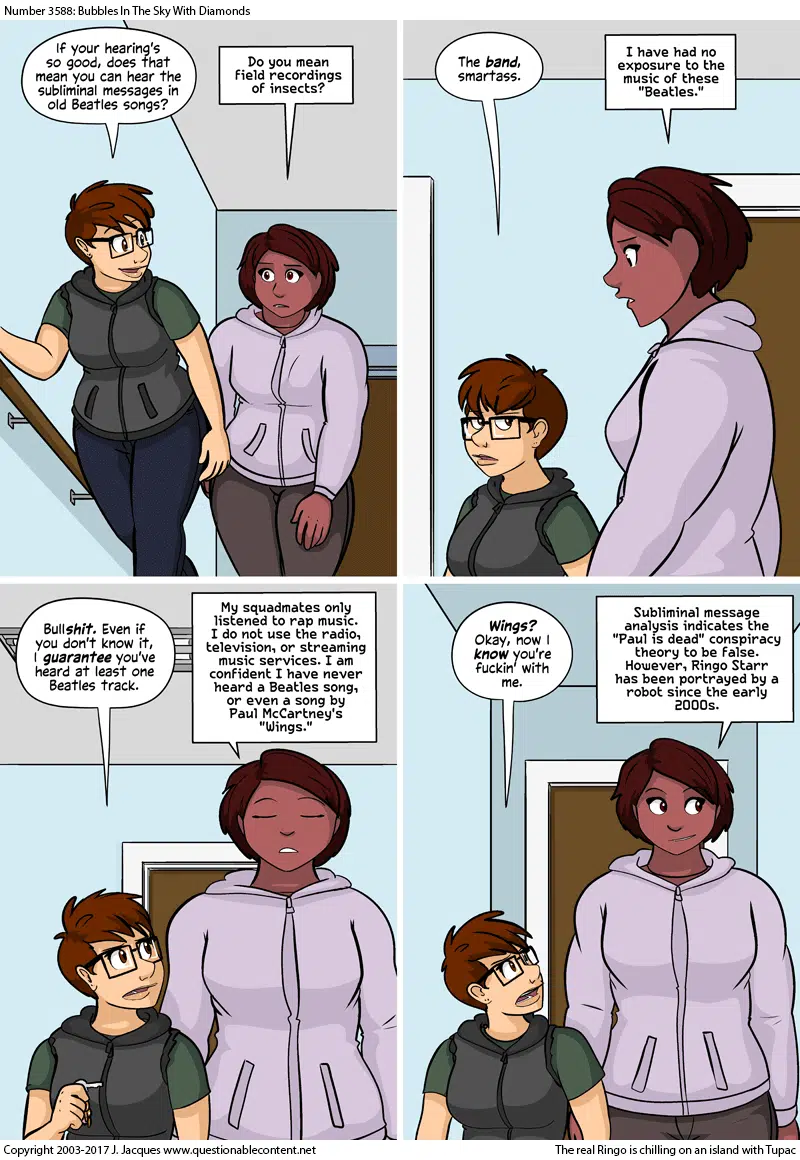 Number 3588: Bubbles In The Sky With Diamonds
If your hearing's
so good, does that
mean you can hear the
subliminal messages in
old Beatles songs?
Do you mean
field recordings
of insects?
The band,
smartass.
I have had no
exposure to the
music of these
"Beatles."
Bullshit. Even if
you don't know it,
I guarantee you've
heard at least one
Beatles track.
My squadmates only
listened to rap music.
I do not use the radio,
television, or streaming
music services. I am
confident I have never
heard a Beatles song,
or even a song by
Paul McCartney's
"Wings."
Wings?
Okay, now I
know you're
fuckin' with
me.
Subliminal message
analysis indicates the
"Paul is dead" conspiracy
theory to be false.
However, Ringo Starr
has been portrayed by a
robot since the early
2000s.
Copyright 2003-2017 J. Jacques www.questionablecontent.net
The real Ringo is chilling on an island with Tupac